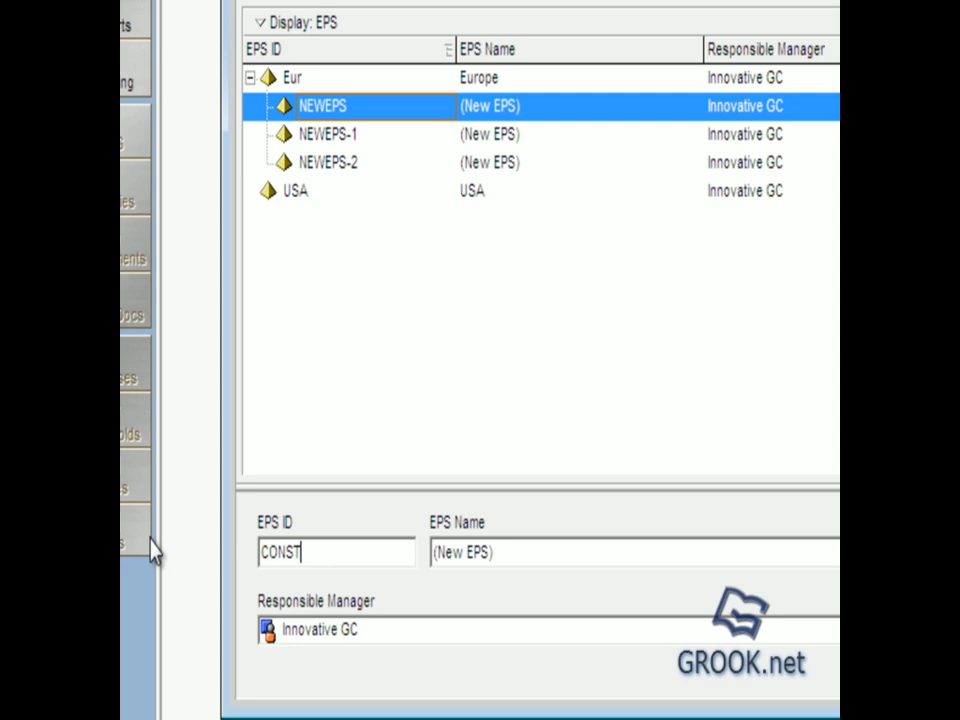 Display: EPS
EPS ID EPS Name Responsible Manager
Eur Europe Innovative GC
NEWEPS (New EPS) Innovative GC
NEWEPS-1 (New EPS) Innovative GC
NEWEPS-2 (New EPS) Innovative GC
USA USA Innovative GC
EPS ID EPS Name
CONST (New EPS)
Responsible Manager
Innovative GC
GROOK.net